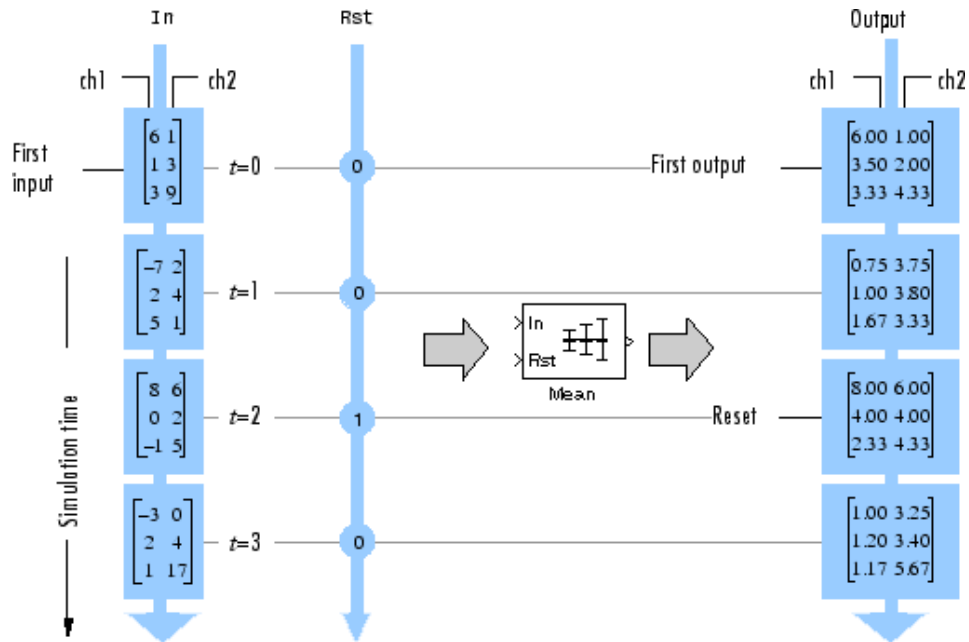 In
Rst
Output
ch1
ch2
ch1
ch2
First
input
6 1
1 3
3 9
t=0
0
First output
6.00 1.00
3.50 2.00
3.33 4.33
-7 2
2 4
5 1
t=1
0
0.75 3.75
1.00 3.80
1.67 3.33
In
Rst
Mean
Simulation time
8 6
0 2
-1 5
t=2
1
Reset
8.00 6.00
4.00 4.00
2.33 4.33
-3 0
2 4
1 17
t=3
0
1.00 3.25
1.20 3.40
1.17 5.67